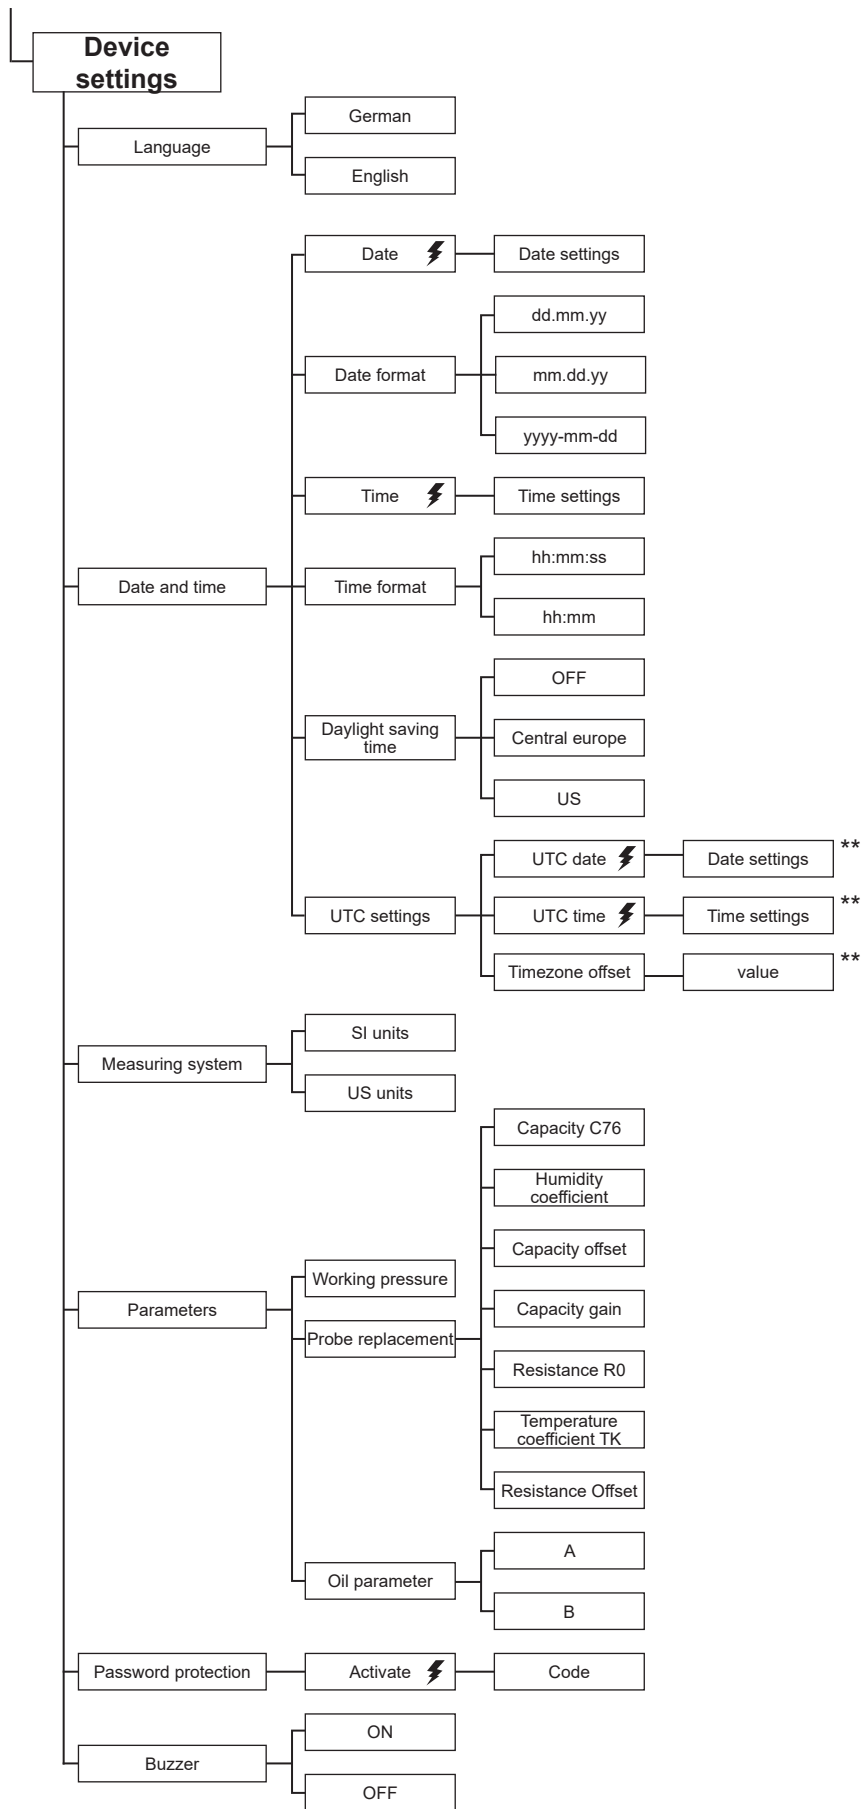 Device
settings
Language
German
English
Date
Date settings
Date format
dd.mm.yy
mm.dd.yy
yyyy-mm-dd
Time
Time settings
Date and time
Time format
hh:mm:ss
hh:mm
Daylight saving
time
OFF
Central europe
US
UTC settings
UTC date
Date settings
**
UTC time
Time settings
**
Timezone offset
value
**
Measuring system
SI units
US units
Parameters
Working pressure
Probe replacement
Capacity C76
Humidity
coefficient
Capacity offset
Capacity gain
Resistance R0
Temperature
coefficient TK
Resistance Offset
Oil parameter
A
B
Password protection
Activate
Code
Buzzer
ON
OFF